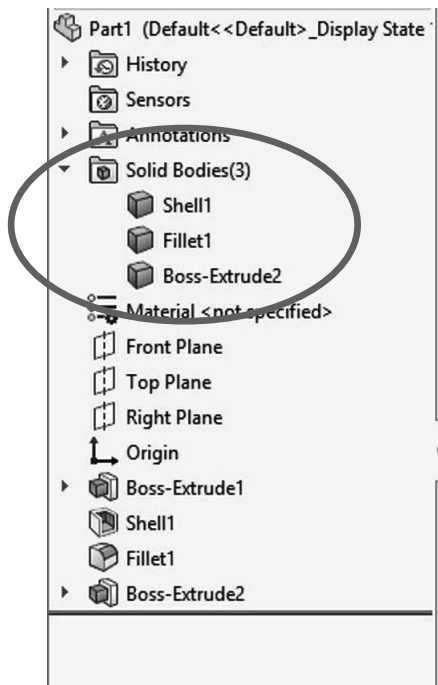 Part1 (Default<<Default>_Display State
History
Sensors
Annotations
Solid Bodies(3)
Shell1
Fillet1
Boss-Extrude2
Material <not specified>
Front Plane
Top Plane
Right Plane
Origin
Boss-Extrude1
Shell1
Fillet1
Boss-Extrude2